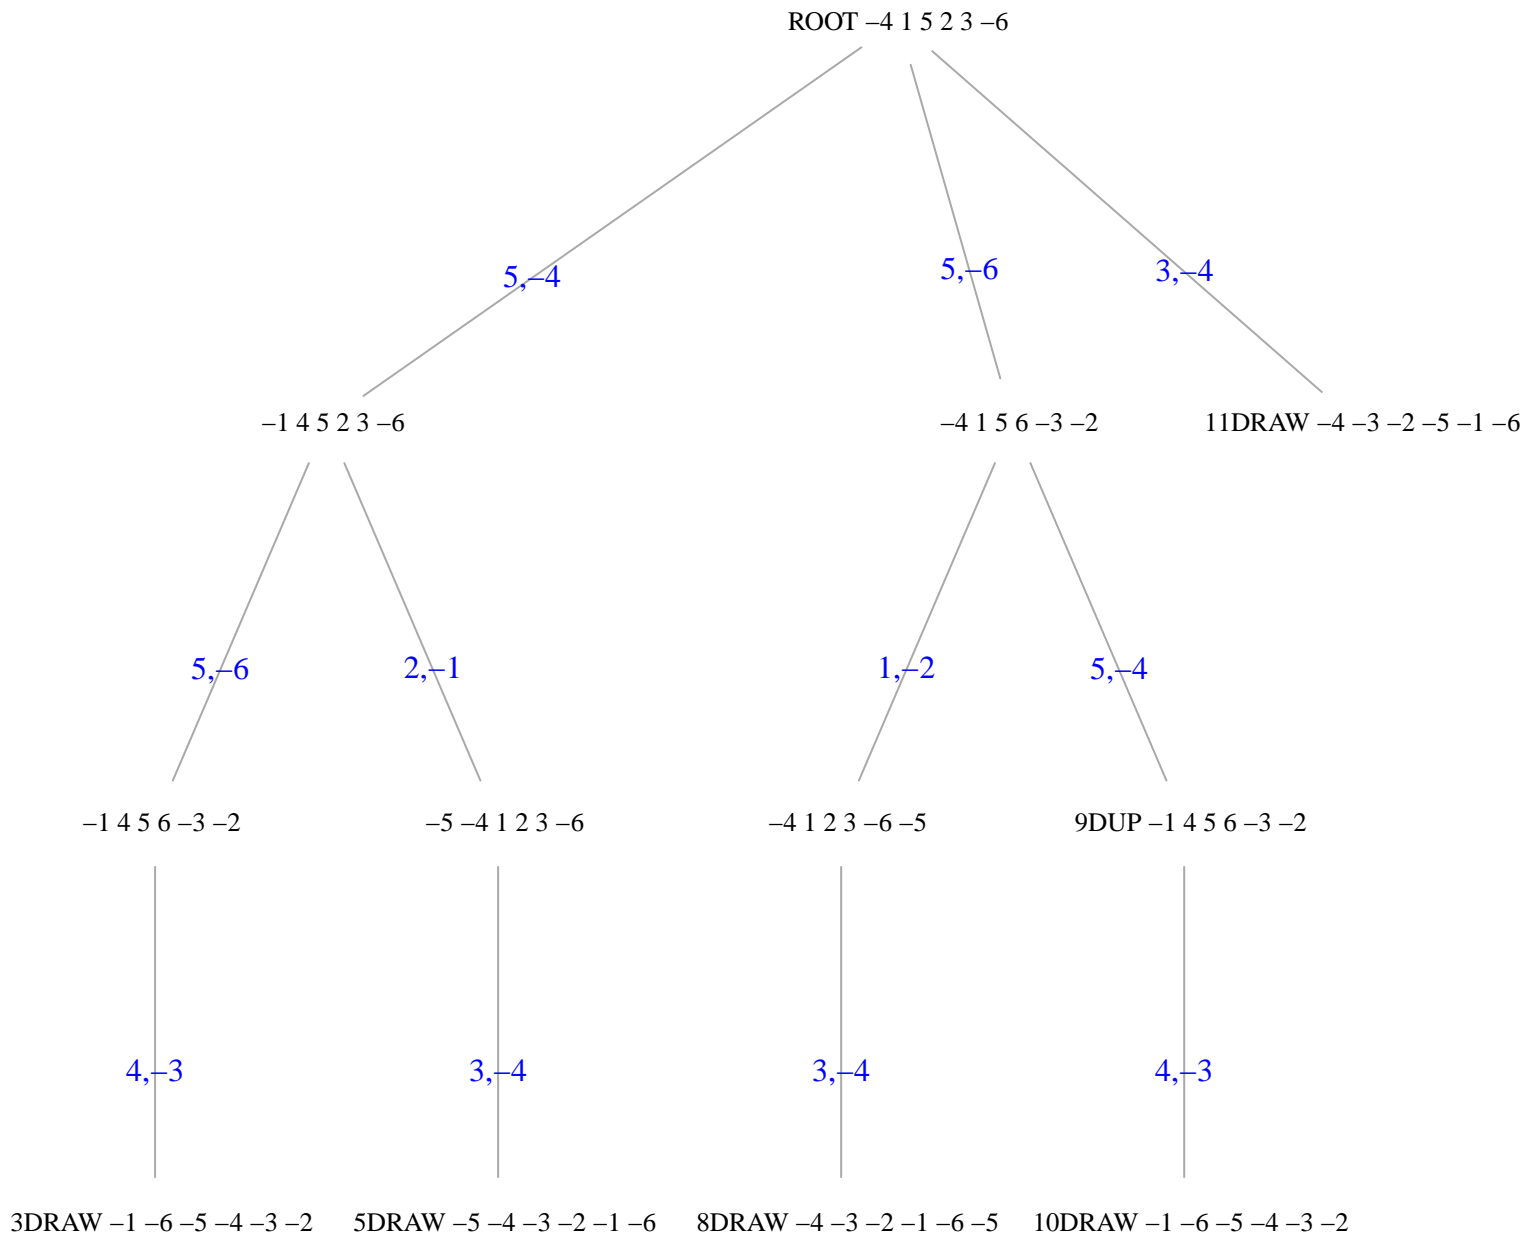 ROOT –4 1 5 2 3 –6
5,–4
5,–6
3,–4
–1 4 5 2 3 –6
–4 1 5 6 –3 –2
11DRAW –4 –3 –2 –5 –1 –6
5,–6
2,–1
1,–2
5,–4
–1 4 5 6 –3 –2
–5 –4 1 2 3 –6
–4 1 2 3 –6 –5
9DUP –1 4 5 6 –3 –2
4,–3
3,–4
3,–4
4,–3
3DRAW –1 –6 –5 –4 –3 –2
5DRAW –5 –4 –3 –2 –1 –6
8DRAW –4 –3 –2 –1 –6 –5
10DRAW –1 –6 –5 –4 –3 –2